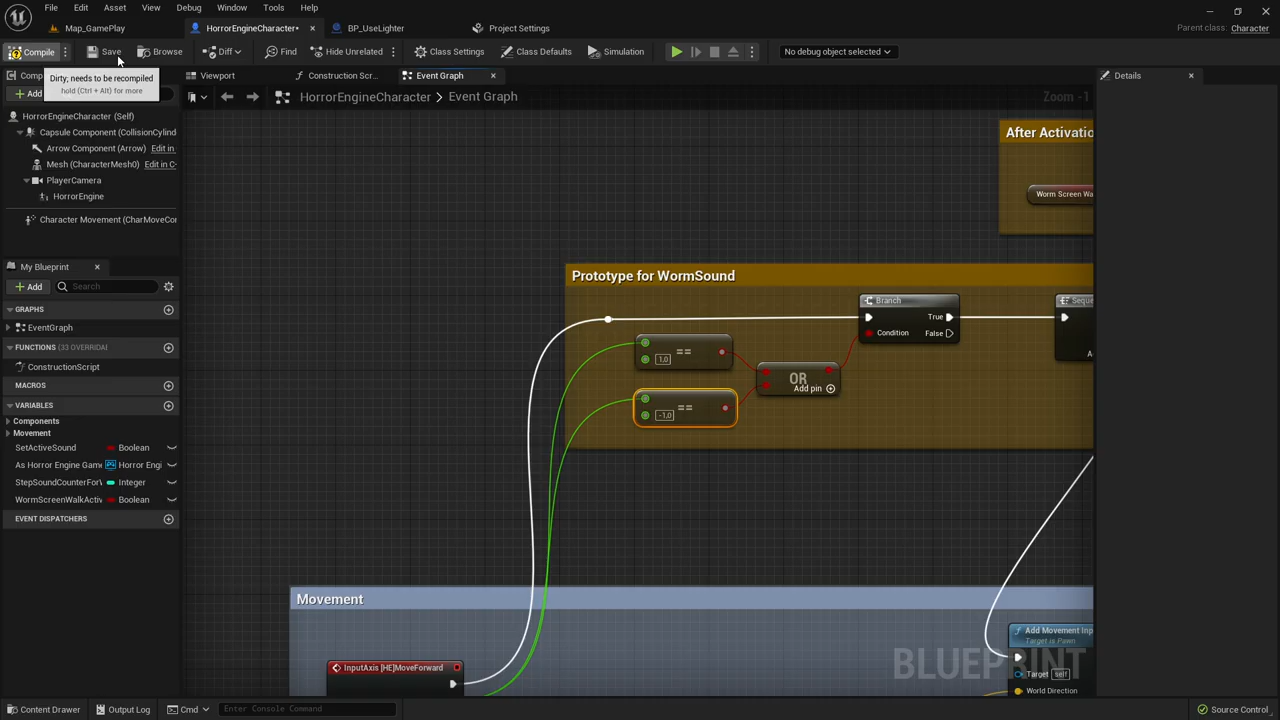 File Edit Asset View Debug Window Tools Help
Map_GamePlay HorrorEngineCharacter* BP_UseLighter Project Settings
Parent class: Character
Compile Save Browse Diff Find Hide Unrelated Class Settings Class Defaults Simulation No debug object selected
Dirty; needs to be recompiled
hold (Ctrl + Alt) for more
Comp Viewport Construction Scr... Event Graph Details
Add
HorrorEngineCharacter > Event Graph Zoom -1
HorrorEngineCharacter (Self)
Capsule Component (CollisionCylind
Arrow Component (Arrow) Edit in
Mesh (CharacterMesh0) Edit in C
PlayerCamera
HorrorEngine
Character Movement (CharMoveCor
My Blueprint
Add Search
GRAPHS
EventGraph
FUNCTIONS (33 OVERRIDAI
ConstructionScript
MACROS
VARIABLES
Components
Movement
SetActiveSound Boolean
As Horror Engine Game Horror Engi
StepSoundCounterForV Integer
WormScreenWalkActiv Boolean
EVENT DISPATCHERS
After Activatio
Worm Screen Wa
Prototype for WormSound
Branch
True
Condition False
Seque
A
1,0 ==
-1,0 ==
OR
Add pin
Movement
InputAxis [HE]MoveForward
Add Movement Inp
Target is Pawn
Target self
World Direction
BLUEPRINT
Content Drawer Output Log Cmd Enter Console Command Source Control